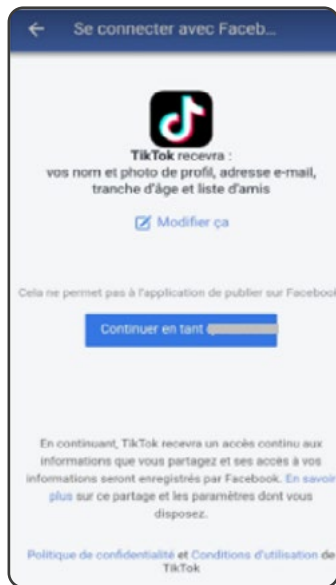 Se connecter avec Faceb...
TikTok recevra :
vos nom et photo de profil, adresse e-mail,
tranche d'âge et liste d'amis
Modifier ça
Cela ne permet pas à l'application de publier sur Facebook
Continuer en tant
En continuant, TikTok recevra un accès continu aux
informations que vous partagez et ses accès à vos
informations seront enregistrés par Facebook. En savoir
plus sur ce partage et les paramètres dont vous
disposez.
Politique de confidentialité et Conditions d'utilisation de
TikTok